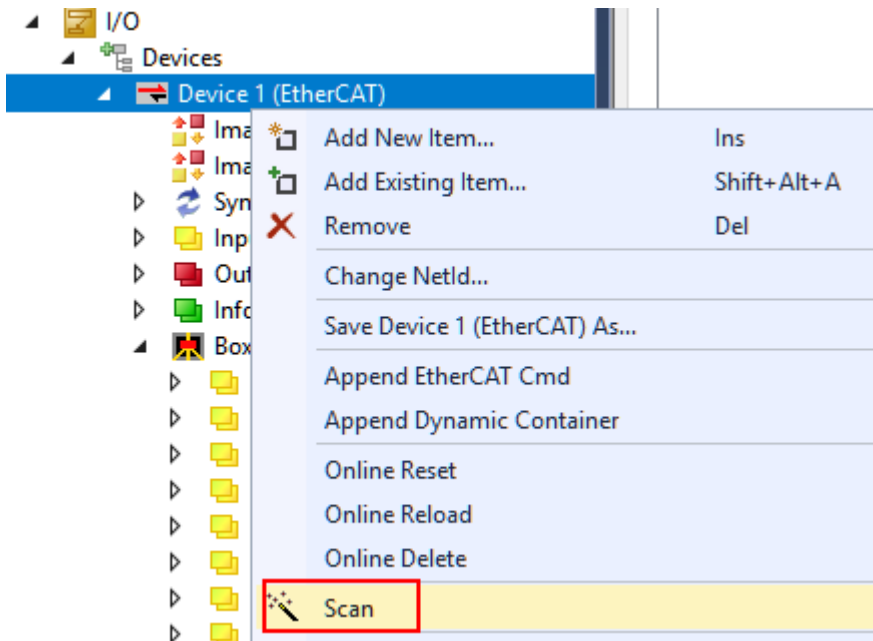 I/O
Devices
Device 1 (EtherCAT)
Ima
Ima
Syn
Inp
Out
Info
Box
Add New Item... Ins
Add Existing Item... Shift+Alt+A
Remove Del
Change NetId...
Save Device 1 (EtherCAT) As...
Append EtherCAT Cmd
Append Dynamic Container
Online Reset
Online Reload
Online Delete
Scan